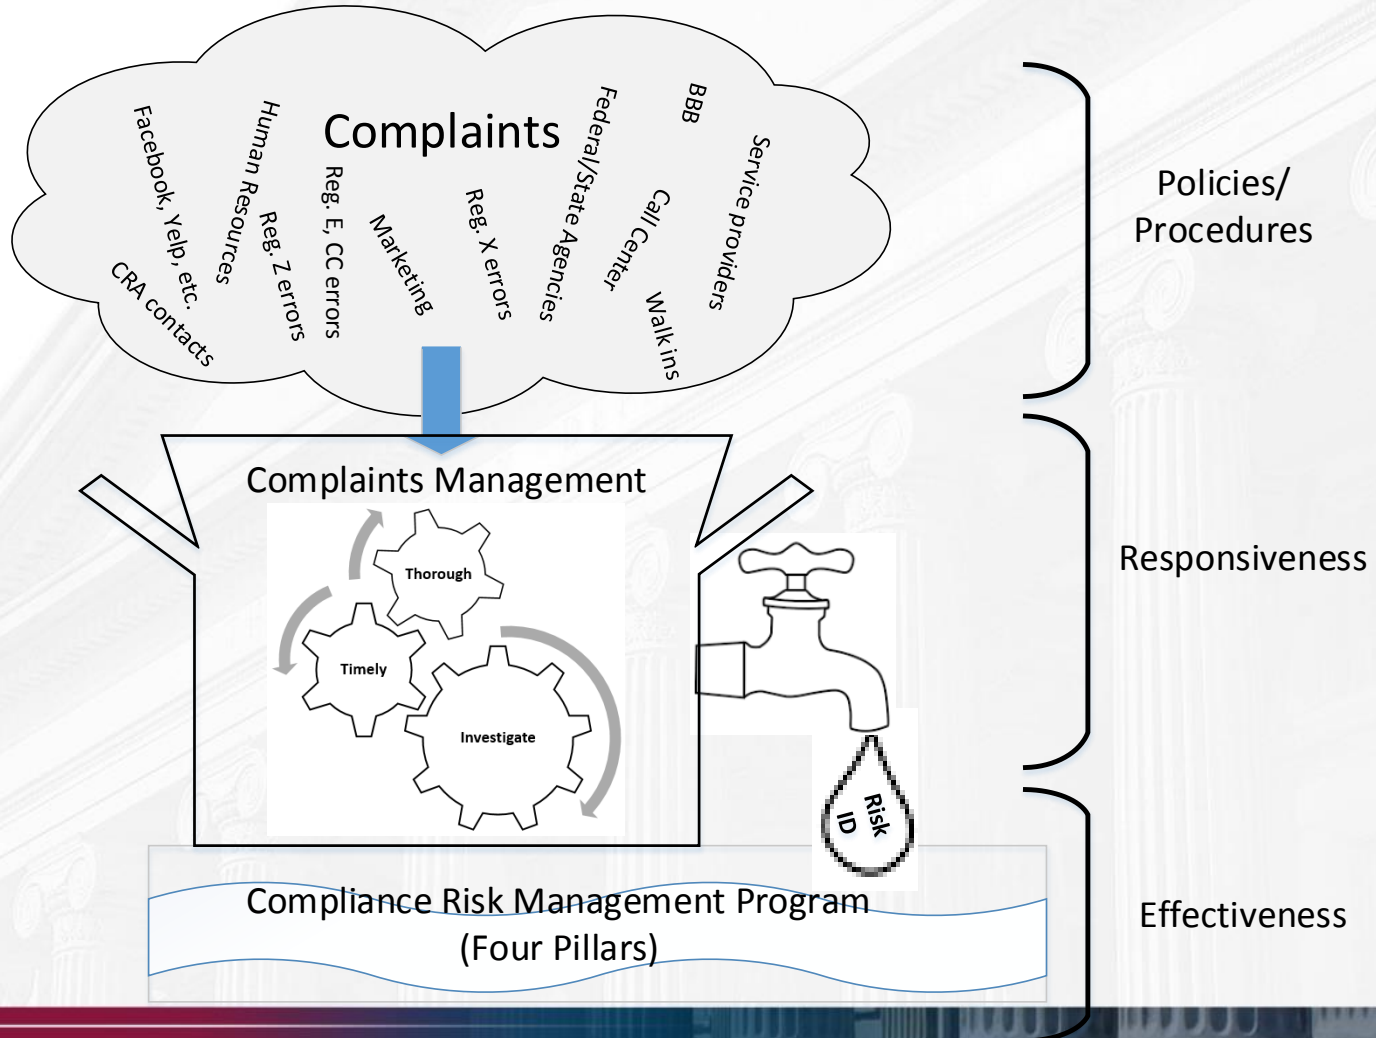 Complaints
Facebook, Yelp, etc.
CRA contacts
Human
Resources
Reg. Z errors
Reg. E, CC errors
Marketing
Reg. X errors
Federal/State Agencies
BBB
Call Center
Walk ins
Service providers
Policies/
Procedures
Complaints Management
Thorough
Timely
Investigate
Responsiveness
Risk
ID
Compliance Risk Management Program
(Four Pillars)
Effectiveness